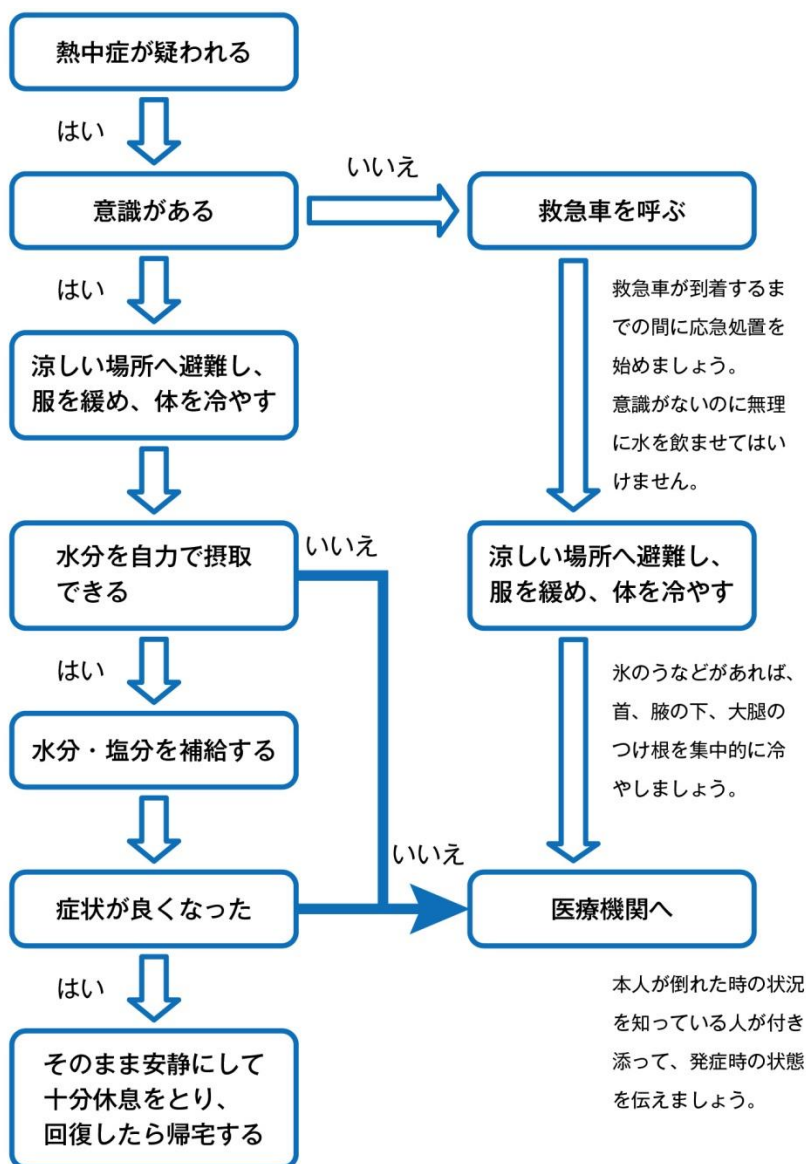 熱中症が疑われる
はい
意識がある
いいえ
救急車を呼ぶ
はい
救急車が到着するま
での間に応急処置を
始めましょう。
意識がないのに無理
に水を飲ませてはい
けません。
涼しい場所へ避難し、
服を緩め、体を冷やす
水分を自力で摂取
できる
いいえ
涼しい場所へ避難し、
服を緩め、体を冷やす
はい
氷のうなどがあれば、
首、腋の下、大腿の
つけ根を集中的に冷
やしましょう。
水分・塩分を補給する
いいえ
症状が良くなった
医療機関へ
はい
本人が倒れた時の状況
を知っている人が付き
添って、発症時の状態
を伝えましょう。
そのまま安静にして
十分休息をとり、
回復したら帰宅する